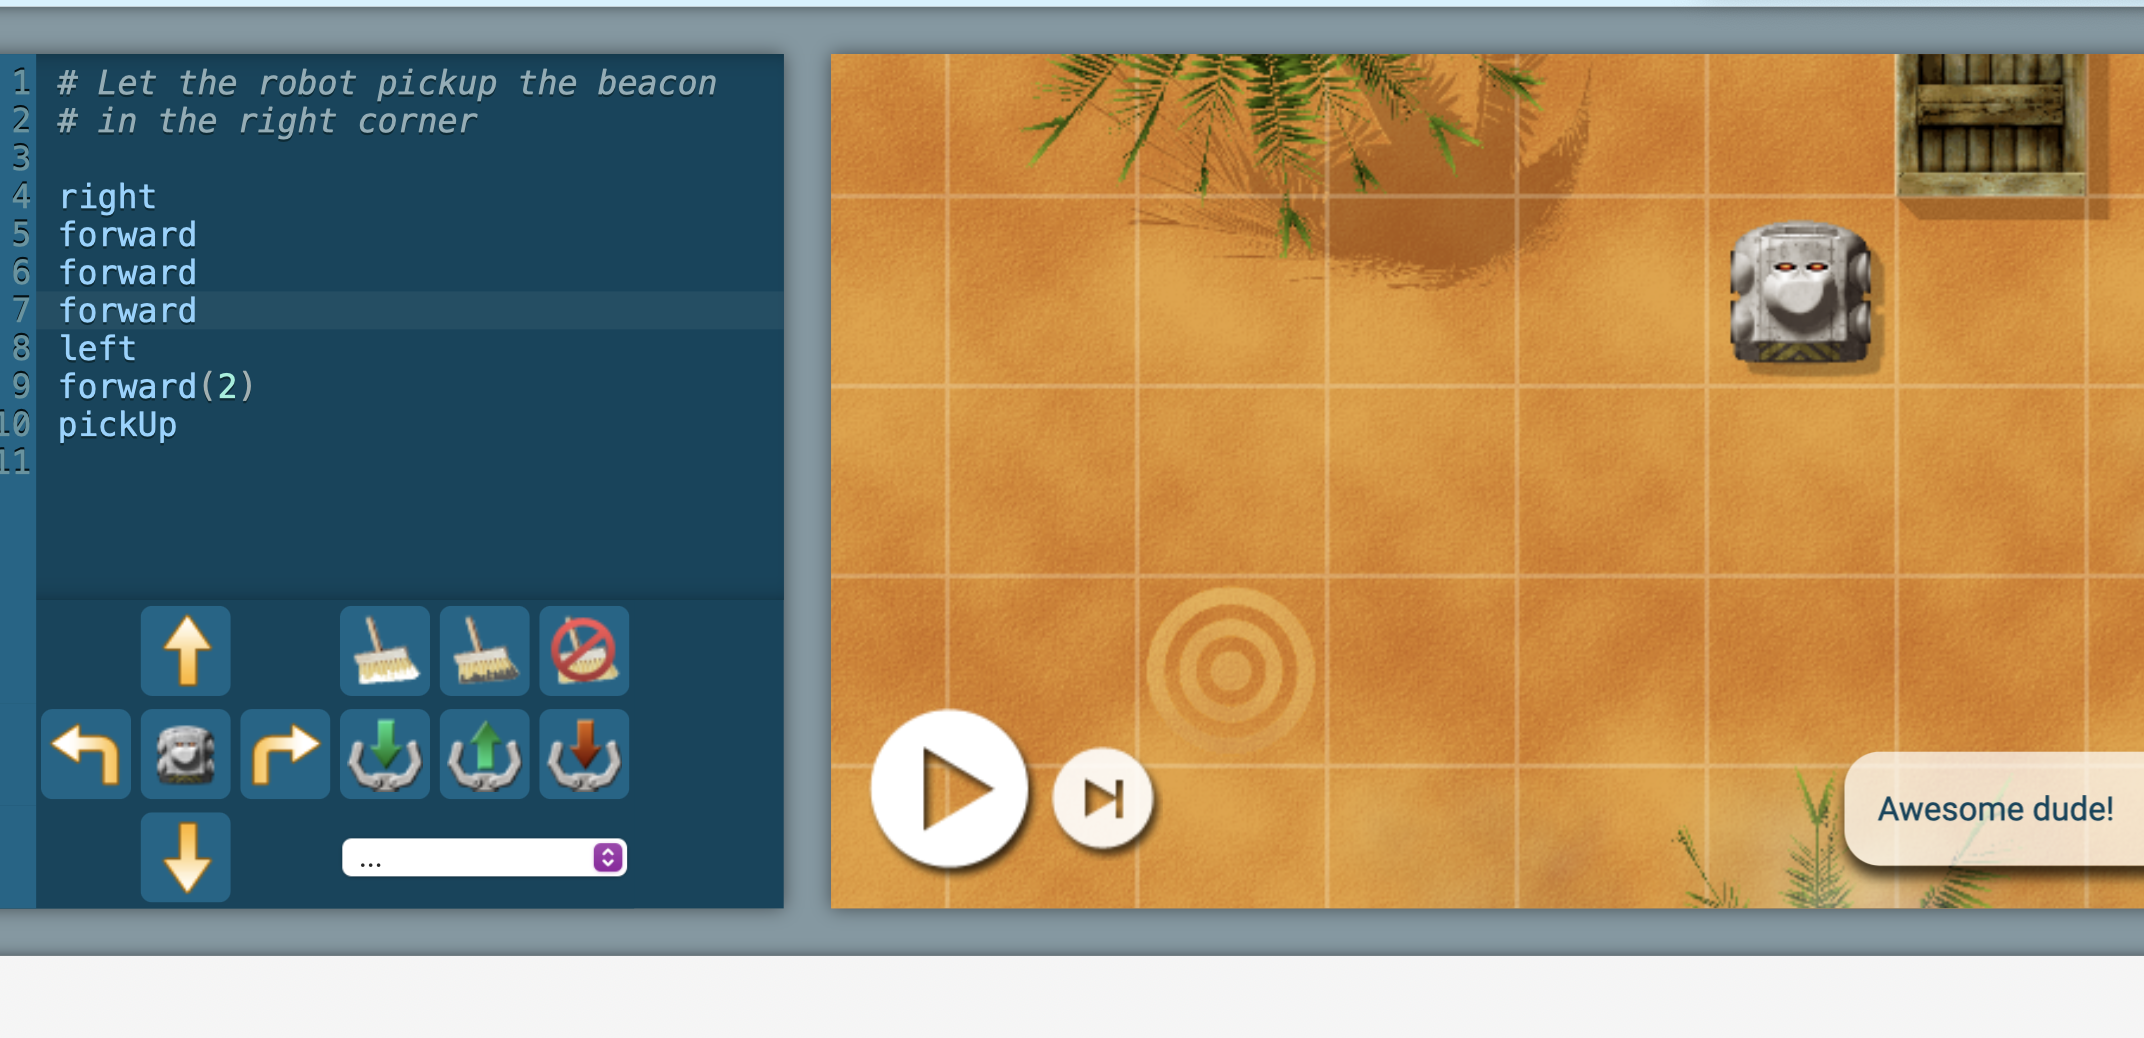 1 # Let the robot pickup the beacon
2 # in the right corner
3
4 right
5 forward
6 forward
7 forward
8 left
9 forward(2)
10 pickUp
11
...
Awesome dude!